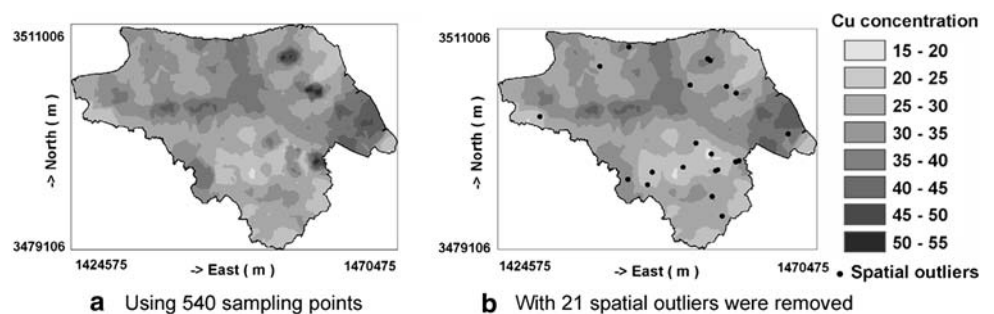 3511006
-> North ( m )
3479106
1424575
-> East ( m )
1470475
a Using 540 sampling points
3511006
-> North ( m )
3479106
1424575
-> East ( m )
1470475
b With 21 spatial outliers were removed
Cu concentration
15 - 20
20 - 25
25 - 30
30 - 35
35 - 40
40 - 45
45 - 50
50 - 55
Spatial outliers